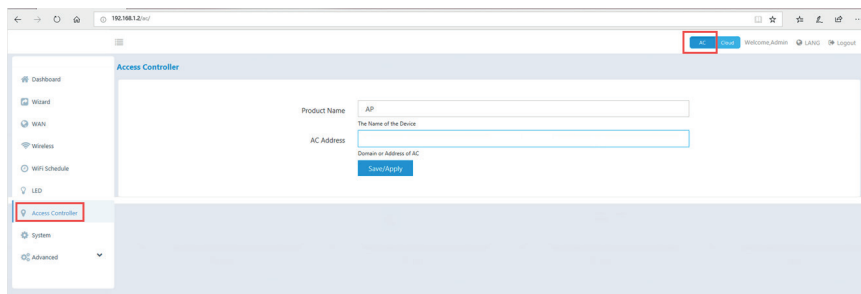 192.168.1.2/ac/
AC Cloud Welcome,Admin LANG Logout
Access Controller
Dashboard
Wizard
WAN
Wireless
WiFi Schedule
LED
Access Controller
System
Advanced
Product Name AP
The Name of the Device
AC Address
Domain or Address of AC
Save/Apply